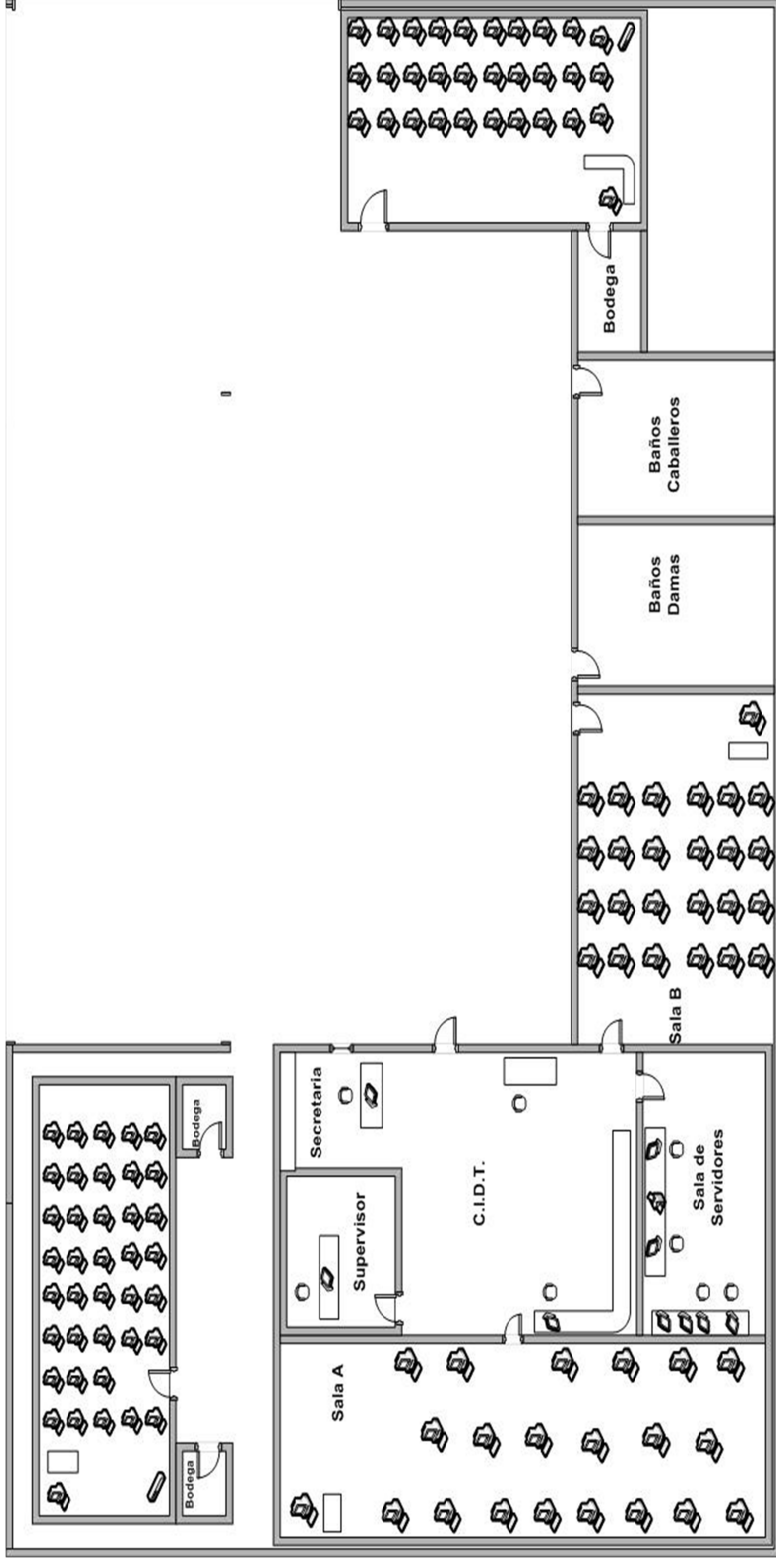 Bodega
Baños
Caballeros
Baños
Damas
Sala B
Bodega
Secretaria
Supervisor
C.I.D.T.
Sala de
Servidores
Sala A
Bodega